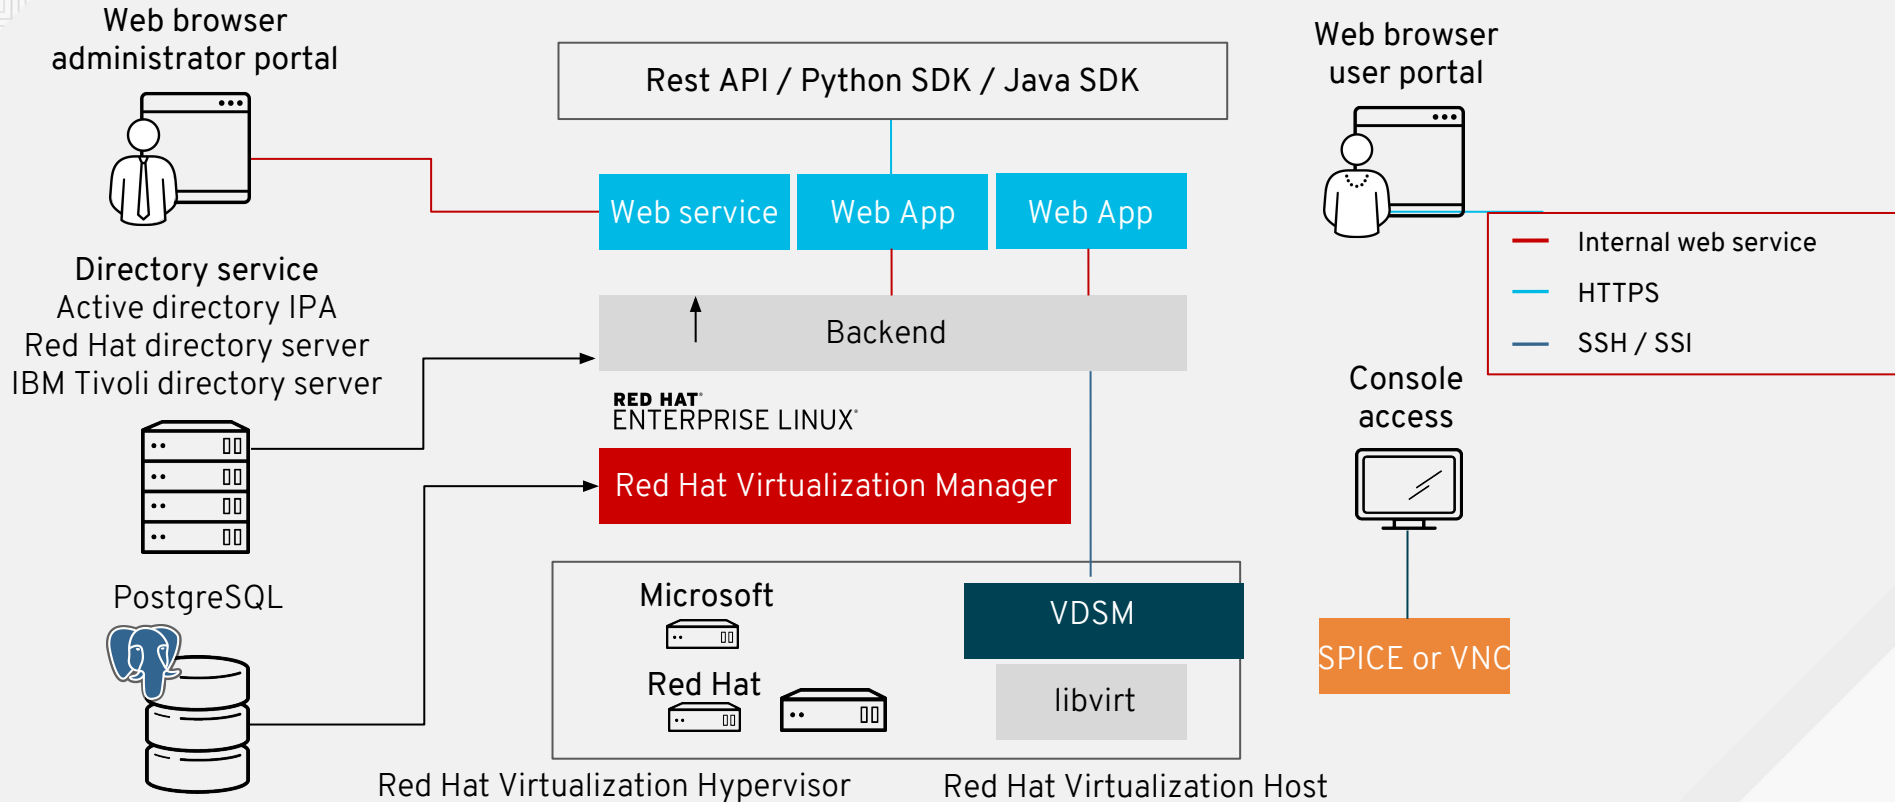 Web browser
administrator portal
Rest API / Python SDK / Java SDK
Web browser
user portal
Web service
Web App
Web App
Internal web service
HTTPS
SSH / SSI
Directory service
Active directory IPA
Red Hat directory server
IBM Tivoli directory server
Backend
RED HAT®
ENTERPRISE LINUX®
Console
access
Red Hat Virtualization Manager
PostgreSQL
Microsoft
Red Hat
VDSM
libvirt
SPICE or VNC
Red Hat Virtualization Hypervisor
Red Hat Virtualization Host